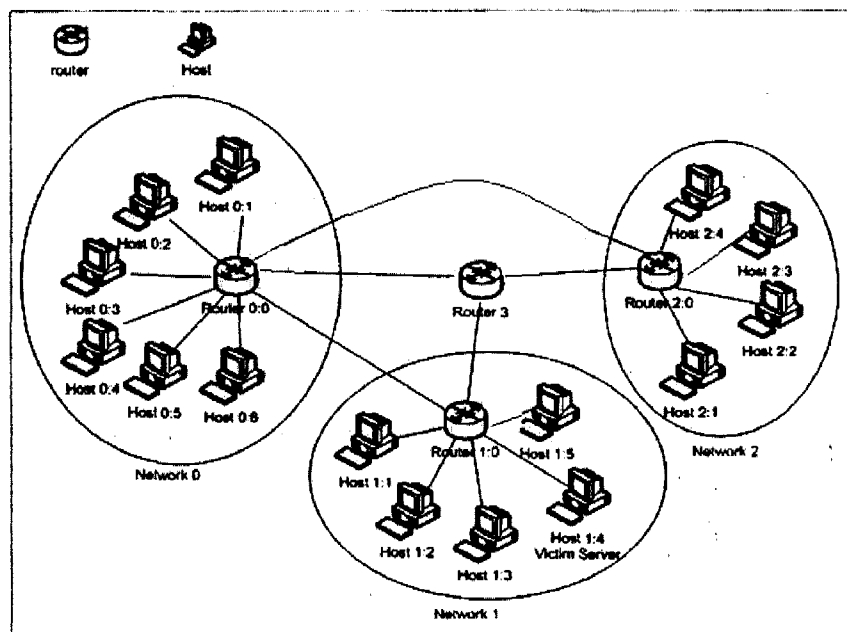 router
Host
Host 0:1
Host 0:2
Host 0:3
Router 0:0
Host 0:4
Host 0:5
Host 0:6
Network 0
Router 3
Host 2:4
Host 2:3
Router 2:0
Host 2:2
Host 2:1
Network 2
Router 1:0
Host 1:5
Host 1:1
Host 1:2
Host 1:3
Host 1:4
Victim Server
Network 1